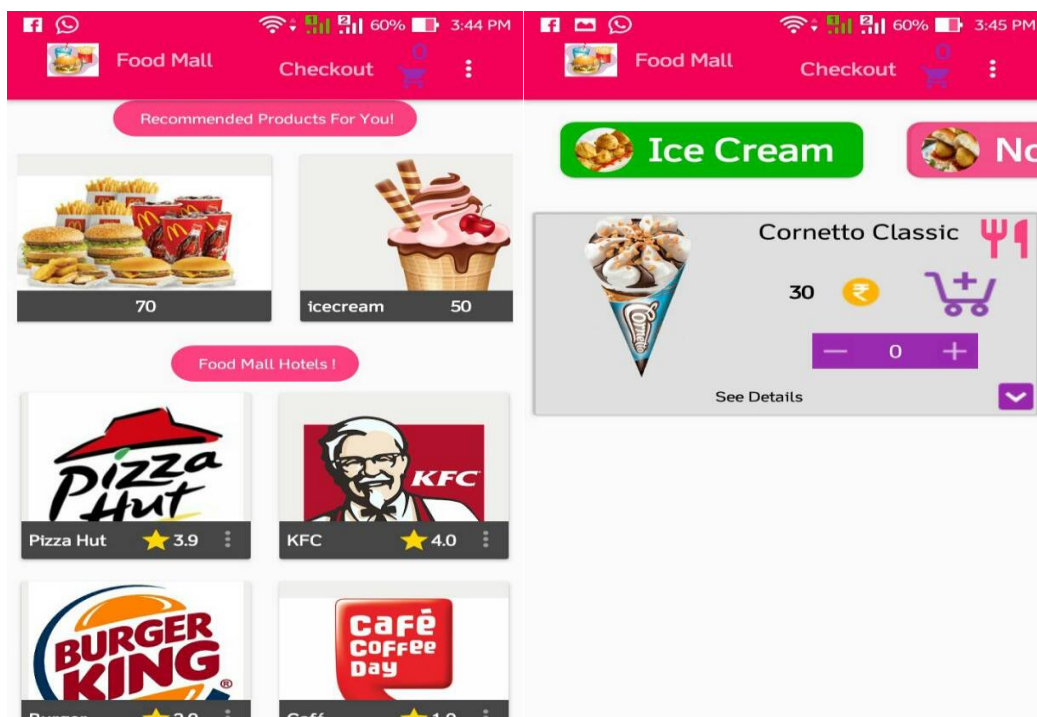 60% 3:44 PM
0
Food Mall
Checkout
Recommended Products For You!
70
icecream 50
Food Mall Hotels !
Pizza Hut
KFC
Pizza Hut 3.9
KFC 4.0
BURGER KING
Café Coffee Day
60% 3:45 PM
0
Food Mall
Checkout
Ice Cream
Cornetto Classic
30 ₹
Cornetto
0
See Details